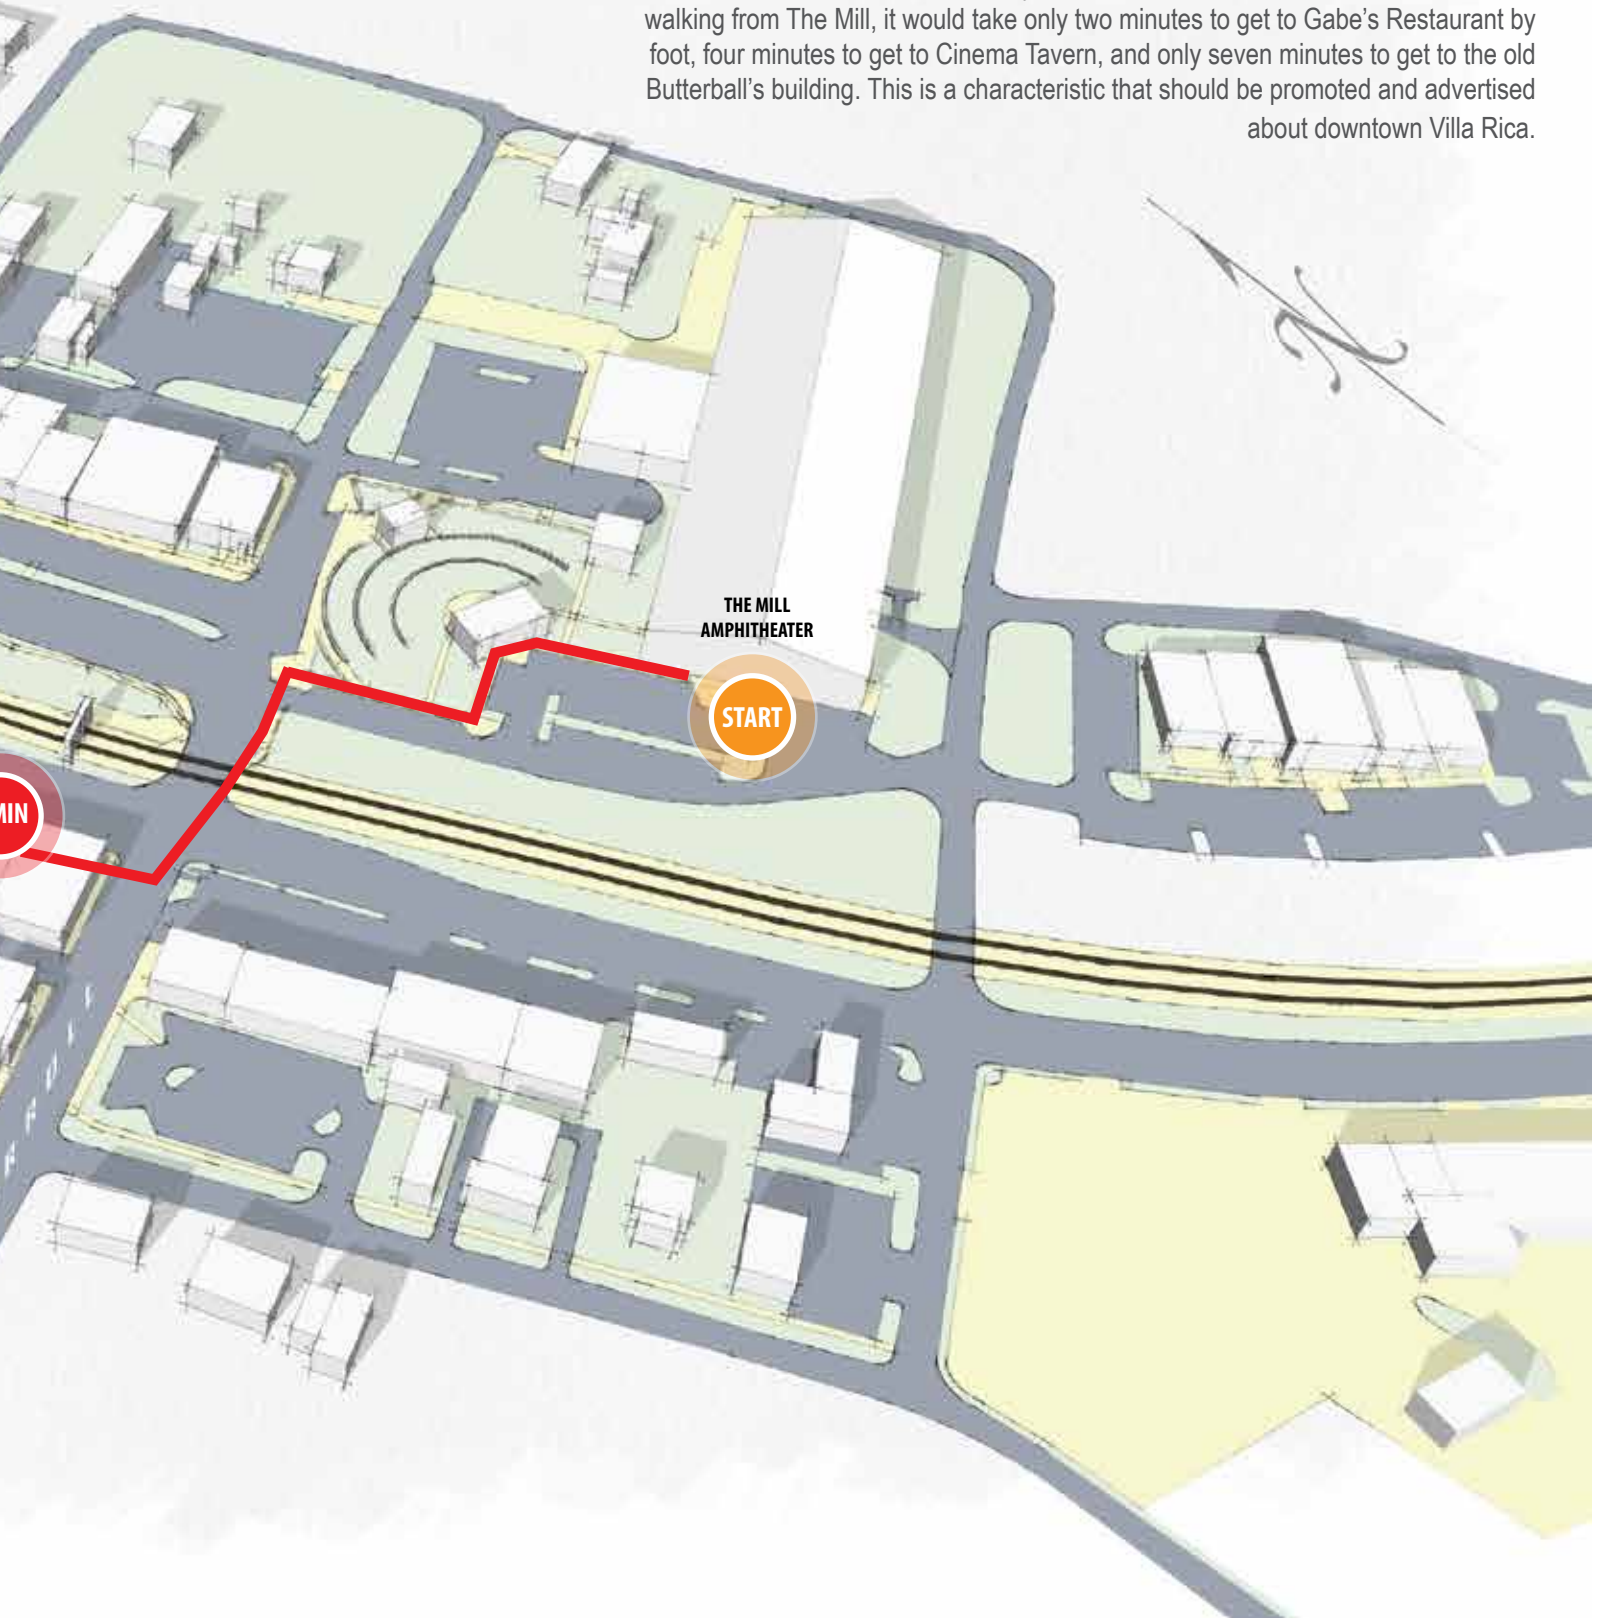 walking from The Mill, it would take only two minutes to get to Gabe’s Restaurant by
foot, four minutes to get to Cinema Tavern, and only seven minutes to get to the old
Butterball’s building. This is a characteristic that should be promoted and advertised
about downtown Villa Rica.
THE MILL
AMPHITHEATER
START
MIN